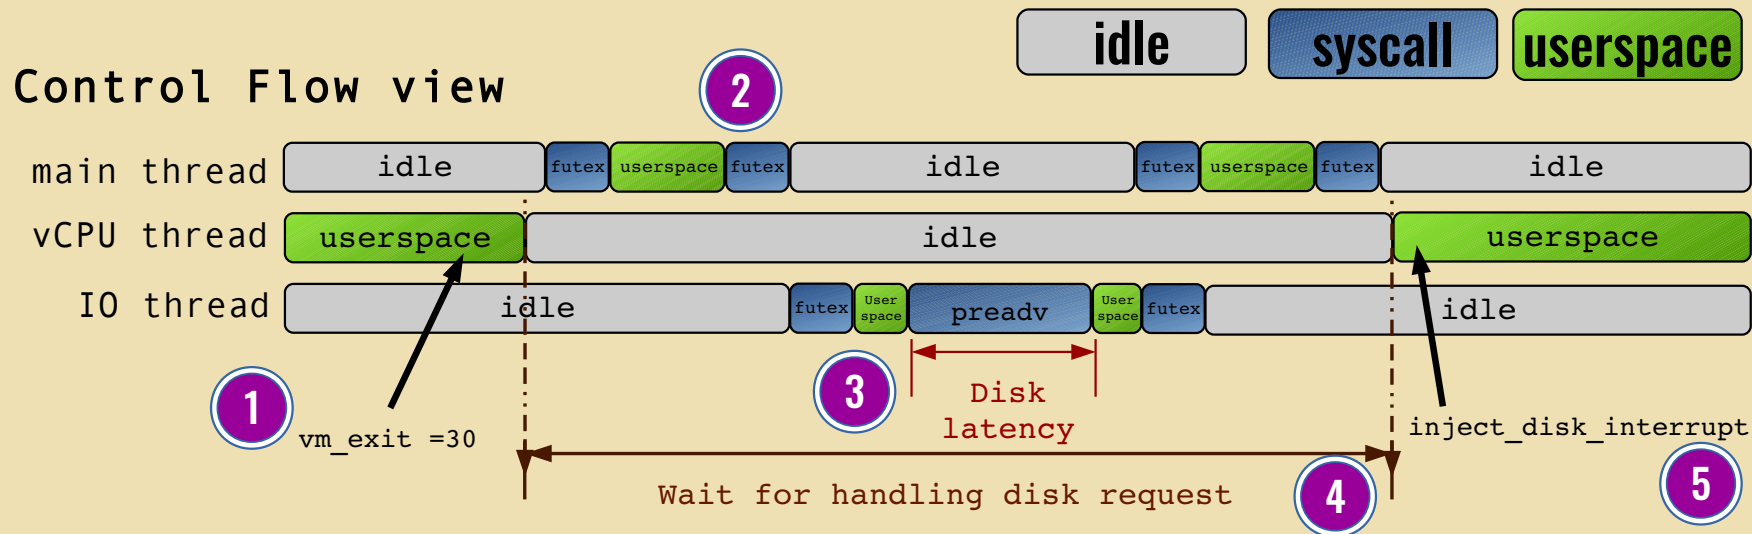 idle syscall userspace
Control Flow view
2
main thread idle futex userspace futex idle futex userspace futex idle
vCPU thread userspace idle userspace
IO thread idle futex User space preadv User space futex idle
1
vm_exit =30
3
Disk
latency
inject_disk_interrupt
Wait for handling disk request
4
5